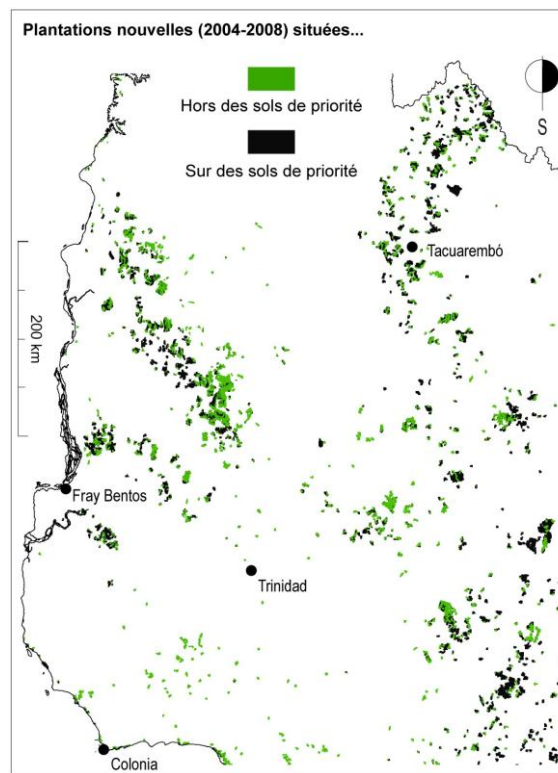 Plantations nouvelles (2004-2008) situées...
Hors des sols de priorité
Sur des sols de priorité
S
Tacuarembó
200 km
Fray Bentos
Trinidad
Colonia